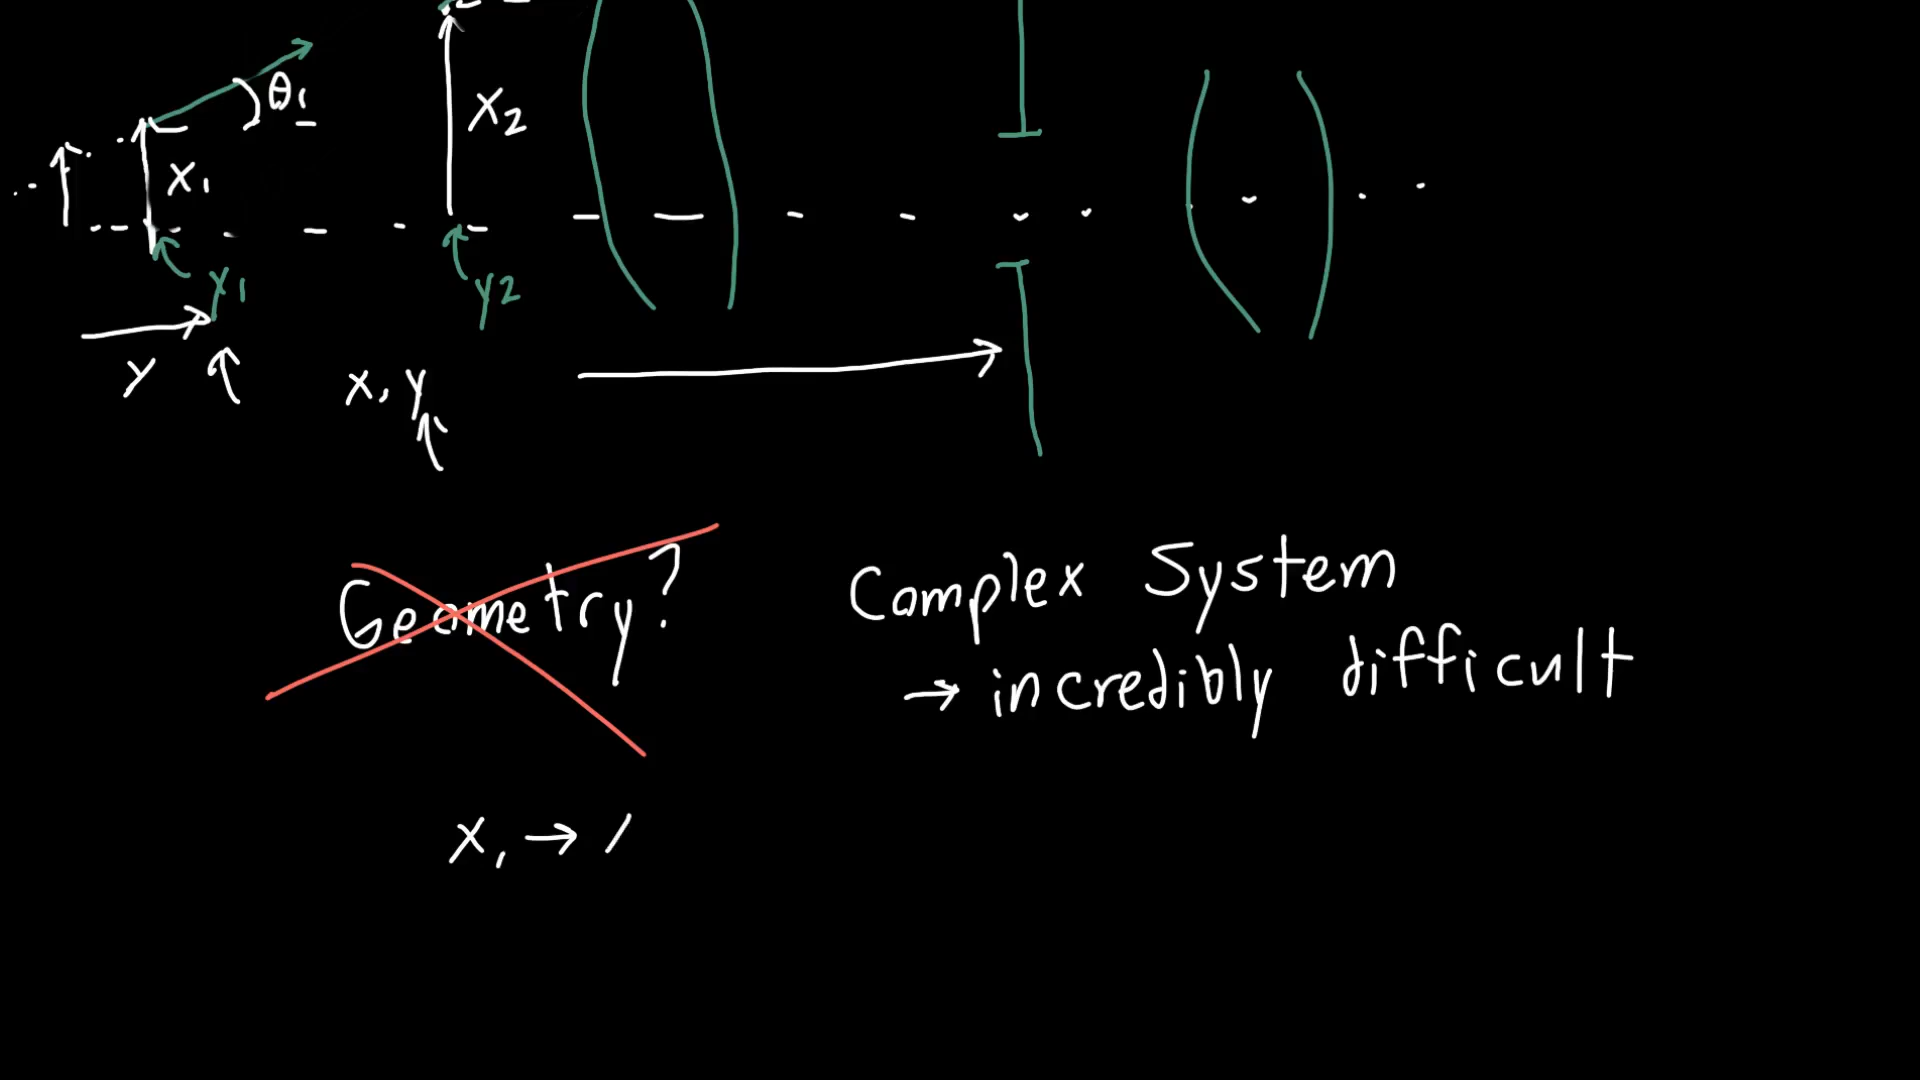 θ₁
x₂
x₁
y₁
y₂
y
x, y
Geometry?
Complex System
→ incredibly difficult
x₁ →